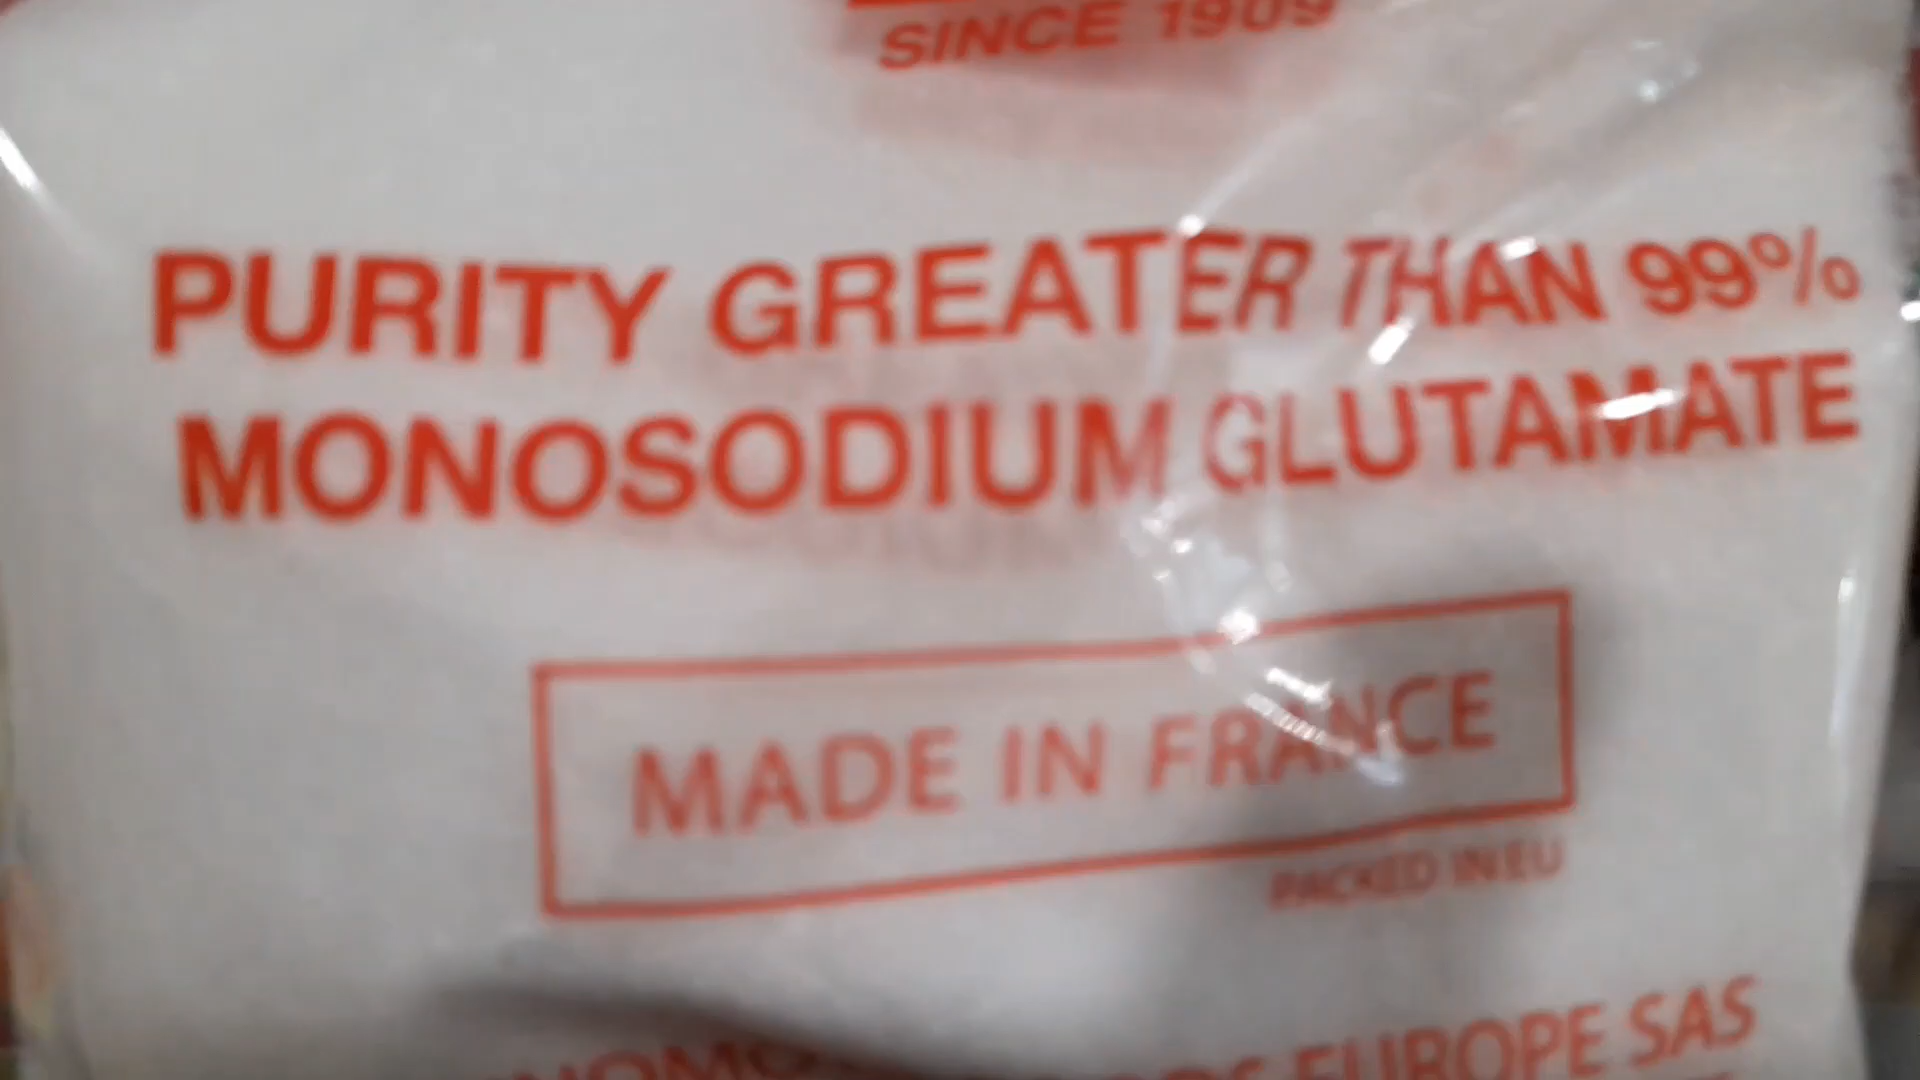 SINCE 1909
PURITY GREATER THAN 99%
MONOSODIUM GLUTAMATE
MADE IN FRANCE
PACKED IN EU
EUROPE SAS